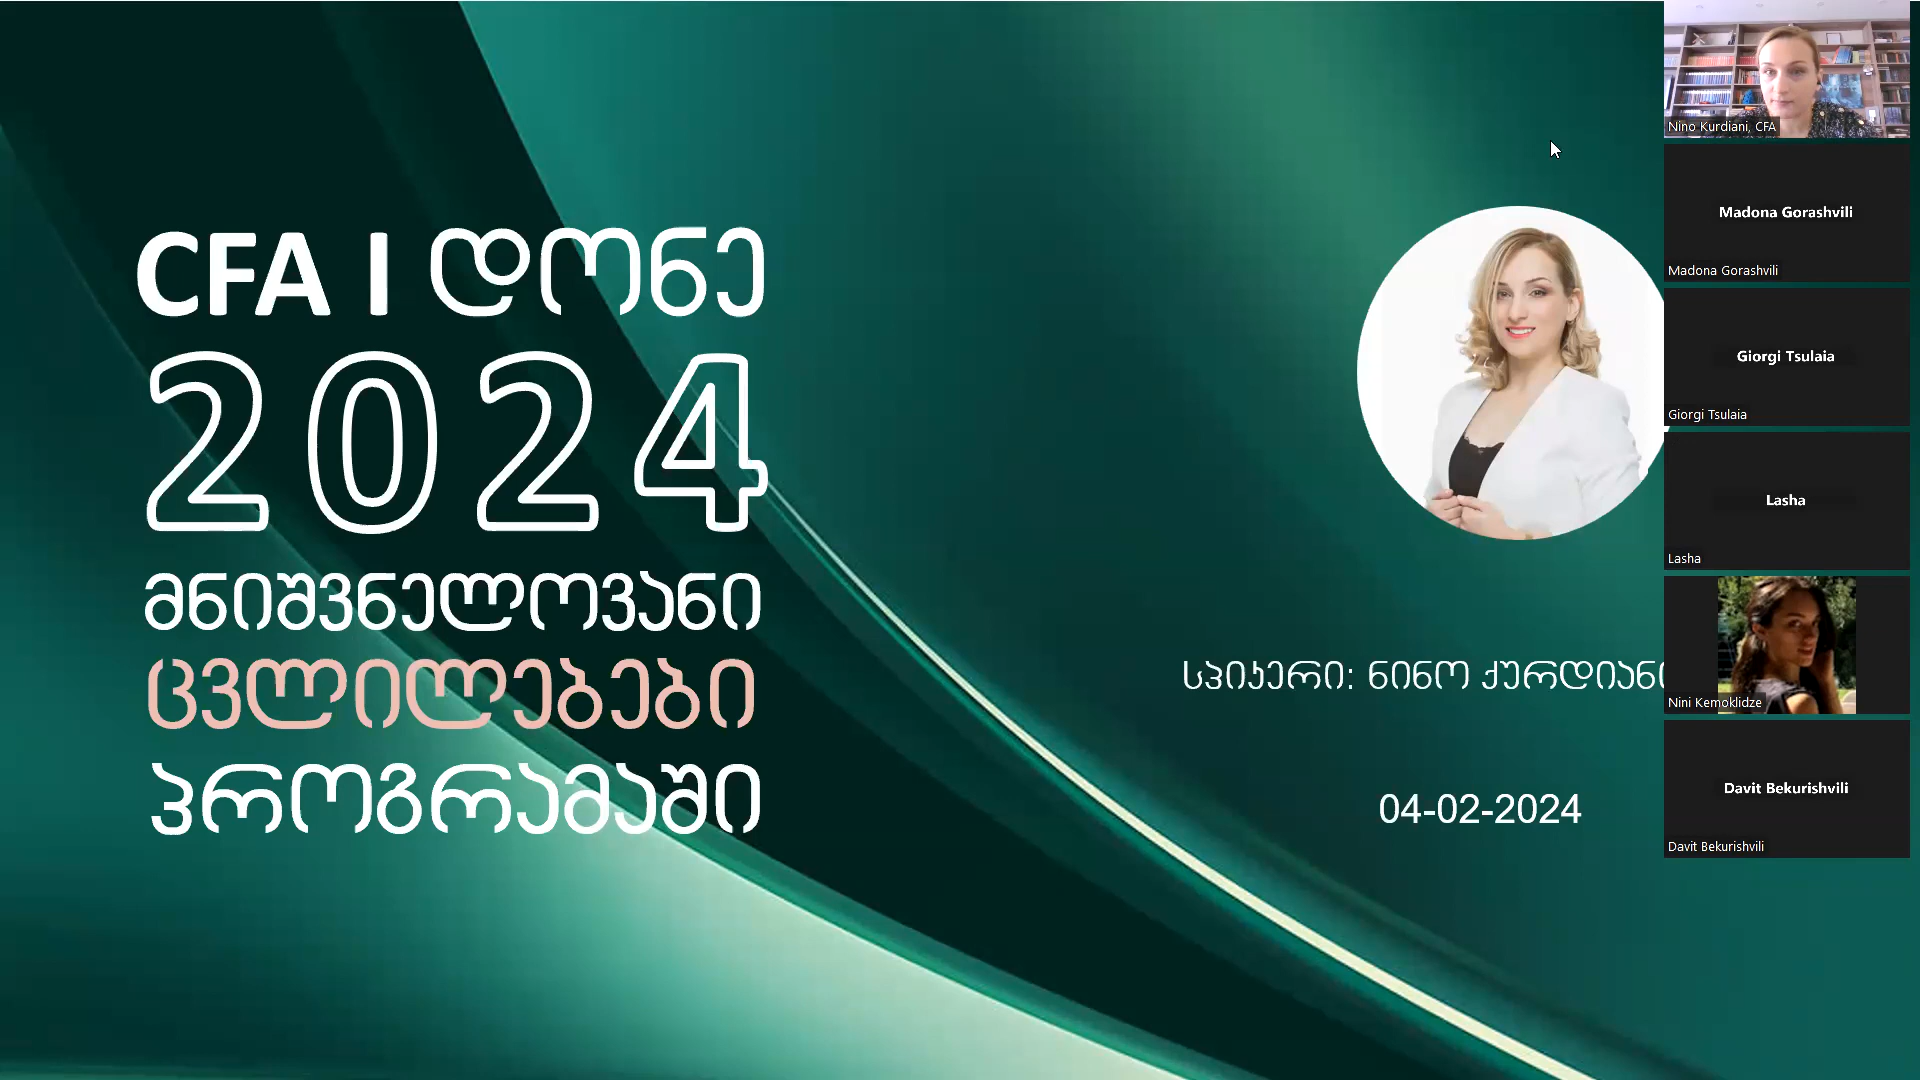 CFA I დონე
2024
მნიშვნელოვანი
ცვლილებები
პროგრამაში
სპიკერი: ნინო ქურდიანი
04-02-2024
Nino Kurdiani, CFA
Madona Gorashvili
Madona Gorashvili
Giorgi Tsulaia
Giorgi Tsulaia
Lasha
Lasha
Nini Kemoklidze
Davit Bekurishvili
Davit Bekurishvili